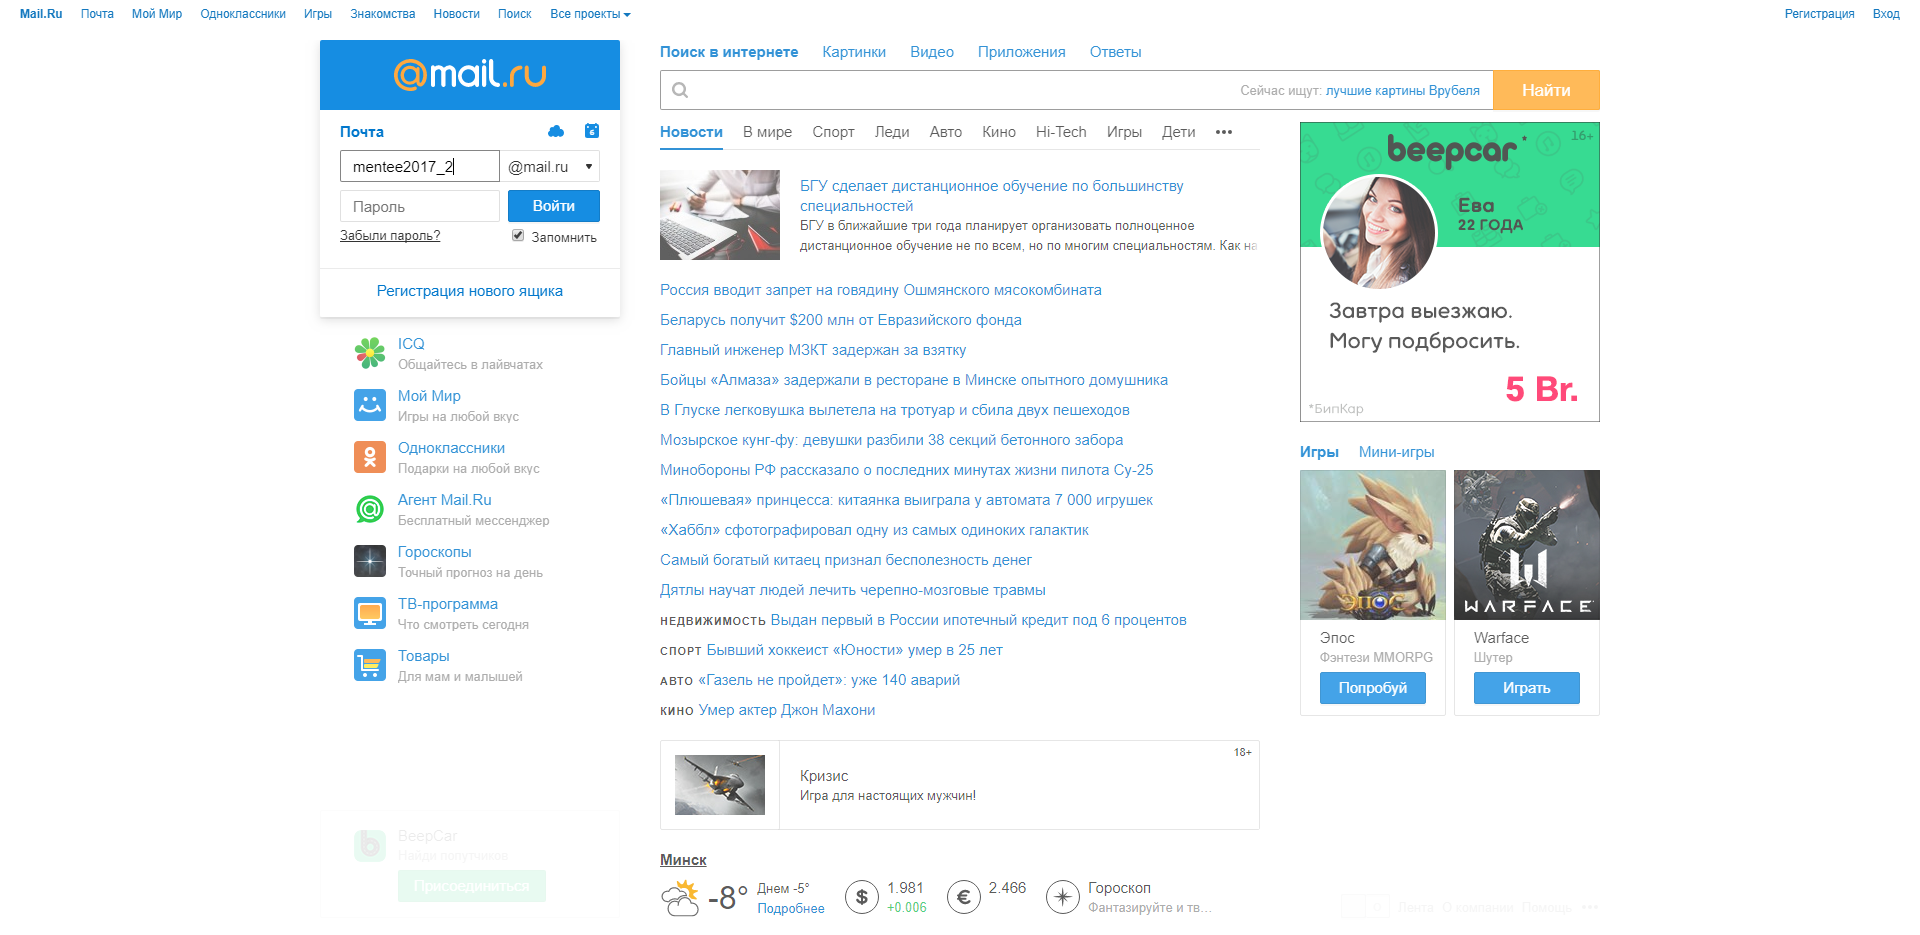 Mail.Ru Почта Мой Мир Одноклассники Игры Знакомства Новости Поиск Все проекты Регистрация Вход
@mail.ru
Почта
6
mentee2017_2 @mail.ru
Пароль Войти
Забыли пароль? Запомнить
Регистрация нового ящика
ICQ
Общайтесь в лайвчатах
Мой Мир
Игры на любой вкус
Одноклассники
Подарки на любой вкус
Агент Mail.Ru
Бесплатный мессенджер
Гороскопы
Точный прогноз на день
ТВ-программа
Что смотреть сегодня
Товары
Для мам и малышей
BeepCar
Найди попутчиков
Присоединиться
Поиск в интернете Картинки Видео Приложения Ответы
Сейчас ищут: лучшие картины Врубеля Найти
Новости В мире Спорт Леди Авто Кино Hi-Tech Игры Дети •••
БГУ сделает дистанционное обучение по большинству
специальностей
БГУ в ближайшие три года планирует организовать полноценное
дистанционное обучение не по всем, но по многим специальностям. Как на
Россия вводит запрет на говядину Ошмянского мясокомбината
Беларусь получит $200 млн от Евразийского фонда
Главный инженер МЗКТ задержан за взятку
Бойцы «Алмаза» задержали в ресторане в Минске опытного домушника
В Глуске легковушка вылетела на тротуар и сбила двух пешеходов
Мозырское кунг-фу: девушки разбили 38 секций бетонного забора
Минобороны РФ рассказало о последних минутах жизни пилота Су-25
«Плюшевая» принцесса: китаянка выиграла у автомата 7 000 игрушек
«Хаббл» сфотографировал одну из самых одиноких галактик
Самый богатый китаец признал бесполезность денег
Дятлы научат людей лечить черепно-мозговые травмы
НЕДВИЖИМОСТЬ Выдан первый в России ипотечный кредит под 6 процентов
СПОРТ Бывший хоккеист «Юности» умер в 25 лет
АВТО «Газель не пройдет»: уже 140 аварий
КИНО Умер актер Джон Махони
18+
Кризис
Игра для настоящих мужчин!
Минск
-8° Днем -5° Подробнее
$ 1.981 +0.006
€ 2.466
Гороскоп
Фантазируйте и тв...
16+
beepcar*
Ева
22 ГОДА
Завтра выезжаю.
Могу подбросить.
5 Br.
*БипКар
Игры Мини-игры
ЭПОС
WARFACE
Эпос
Фэнтези MMORPG
Попробуй
Warface
Шутер
Играть
Лента О компании Помощь •••